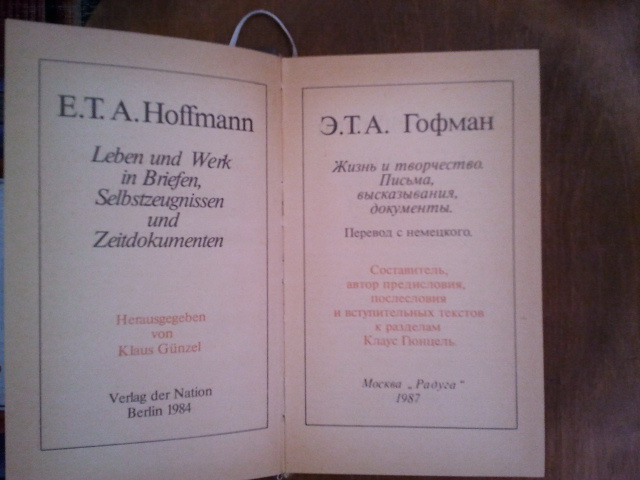 E.T.A. Hoffmann
Leben und Werk
in Briefen,
Selbstzeugnissen
und
Zeitdokumenten
Herausgegeben
von
Klaus Günzel
Verlag der Nation
Berlin 1984
Э.Т.А. Гофман
Жизнь и творчество.
Письма,
высказывания,
документы.
Перевод с немецкого.
Составитель,
автор предисловия,
послесловия
и вступительных текстов
к разделам
Клаус Гюнцель.
Москва „Радуга“
1987